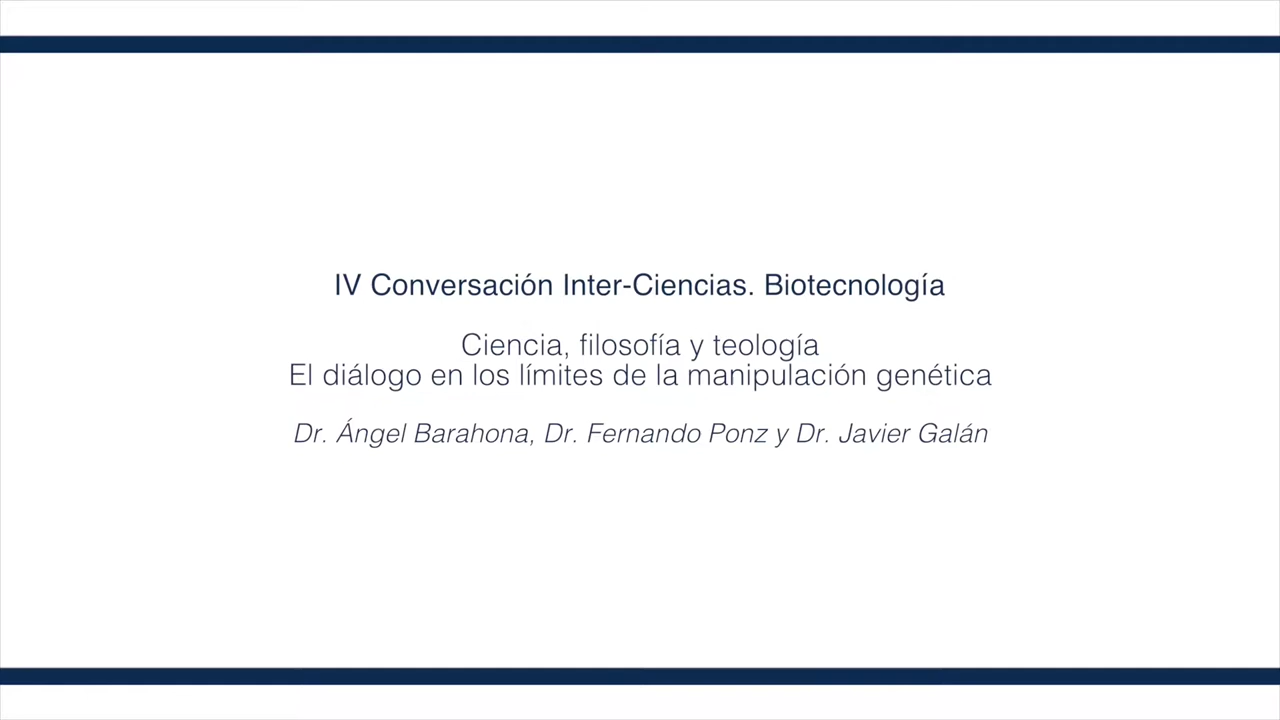 IV Conversación Inter-Ciencias. Biotecnología
Ciencia, filosofía y teología
El diálogo en los límites de la manipulación genética
Dr. Ángel Barahona, Dr. Fernando Ponz y Dr. Javier Galán